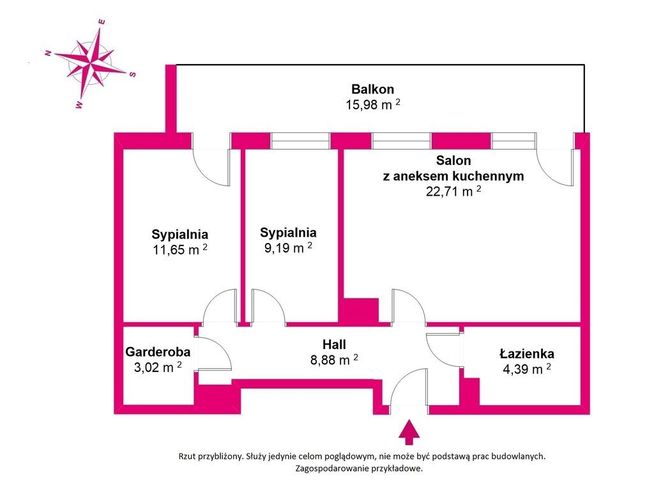 E
N
S
W
Balkon
15,98 m ²
Salon
z aneksem kuchennym
22,71 m ²
Sypialnia
11,65 m ²
Sypialnia
9,19 m ²
Garderoba
3,02 m ²
Hall
8,88 m ²
Łazienka
4,39 m ²
Rzut przybliżony. Służy jedynie celom poglądowym, nie może być podstawą prac budowlanych.
Zagospodarowanie przykładowe.